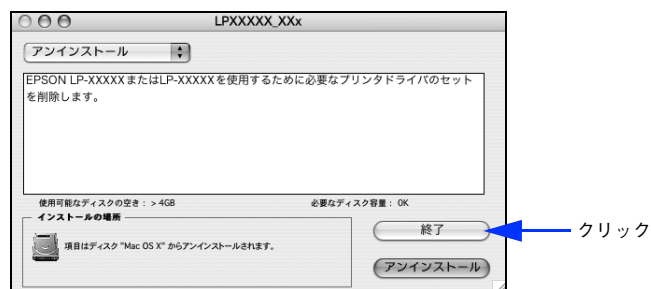 LPXXXXX_XXx
アンインストール
EPSON LP-XXXXXまたはLP-XXXXXを使用するために必要なプリンタドライバのセット
を削除します。
使用可能なディスクの空き： > 4GB 必要なディスク容量： 0K
インストールの場所
項目はディスク "Mac OS X" からアンインストールされます。
終了
クリック
アンインストール